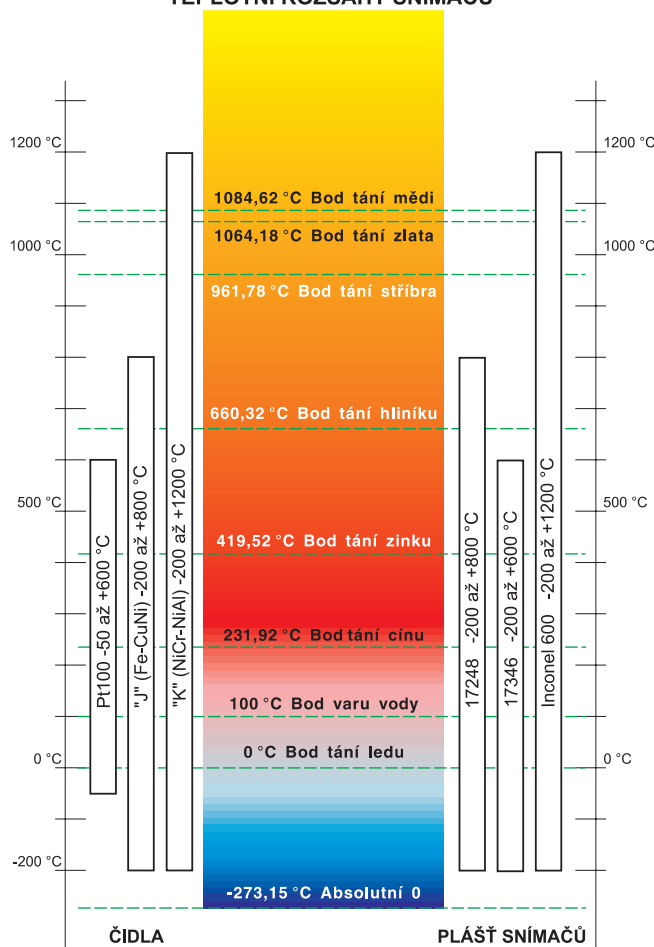 TEPLOTNÍ ROZSAHY SNÍMAČŮ
1200 °C
1000 °C
500 °C
0 °C
-200 °C
Pt100 -50 až +600 °C
"J" (Fe-CuNi) -200 až +800 °C
"K" (NiCr-NiAl) -200 až +1200 °C
1084,62 °C Bod tání mědi
1064,18 °C Bod tání zlata
961,78 °C Bod tání stříbra
660,32 °C Bod tání hliníku
419,52 °C Bod tání zinku
231,92 °C Bod tání cínu
100 °C Bod varu vody
0 °C Bod tání ledu
-273,15 °C Absolutní 0
17248 -200 až +800 °C
17346 -200 až +600 °C
Inconel 600 -200 až +1200 °C
1200 °C
1000 °C
500 °C
0 °C
-200 °C
ČIDLA
PLÁŠŤ SNÍMAČŮ